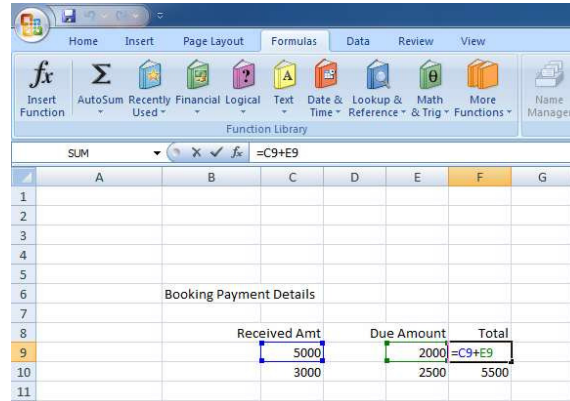 Home Insert Page Layout Formulas Data Review View
fx Σ ? A θ
Insert Function AutoSum Recently Used Financial Logical Text Date & Time Lookup & Reference Math & Trig More Functions Name Manage
Function Library
SUM fx =C9+E9
A B C D E F G
1
2
3
4
5
6 Booking Payment Details
7
8 Received Amt Due Amount Total
9 5000 2000 =C9+E9
10 3000 2500 5500
11